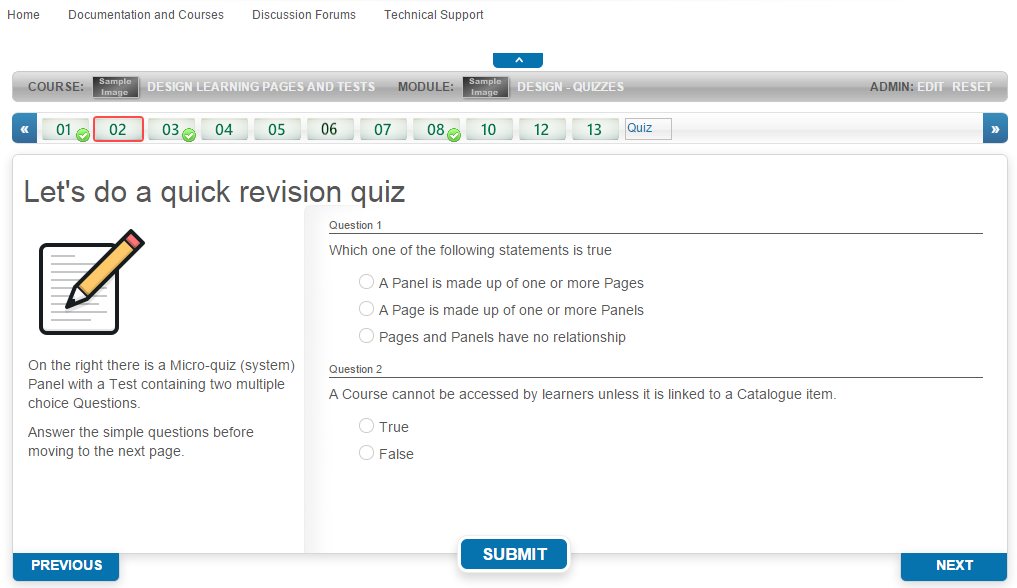 Home Documentation and Courses Discussion Forums Technical Support
COURSE: Sample Image DESIGN LEARNING PAGES AND TESTS MODULE: Sample Image DESIGN - QUIZZES ADMIN: EDIT RESET
« 01 02 03 04 05 06 07 08 10 12 13 Quiz »
Let's do a quick revision quiz
On the right there is a Micro-quiz (system)
Panel with a Test containing two multiple
choice Questions.
Answer the simple questions before
moving to the next page.
Question 1
Which one of the following statements is true
A Panel is made up of one or more Pages
A Page is made up of one or more Panels
Pages and Panels have no relationship
Question 2
A Course cannot be accessed by learners unless it is linked to a Catalogue item.
True
False
PREVIOUS SUBMIT NEXT